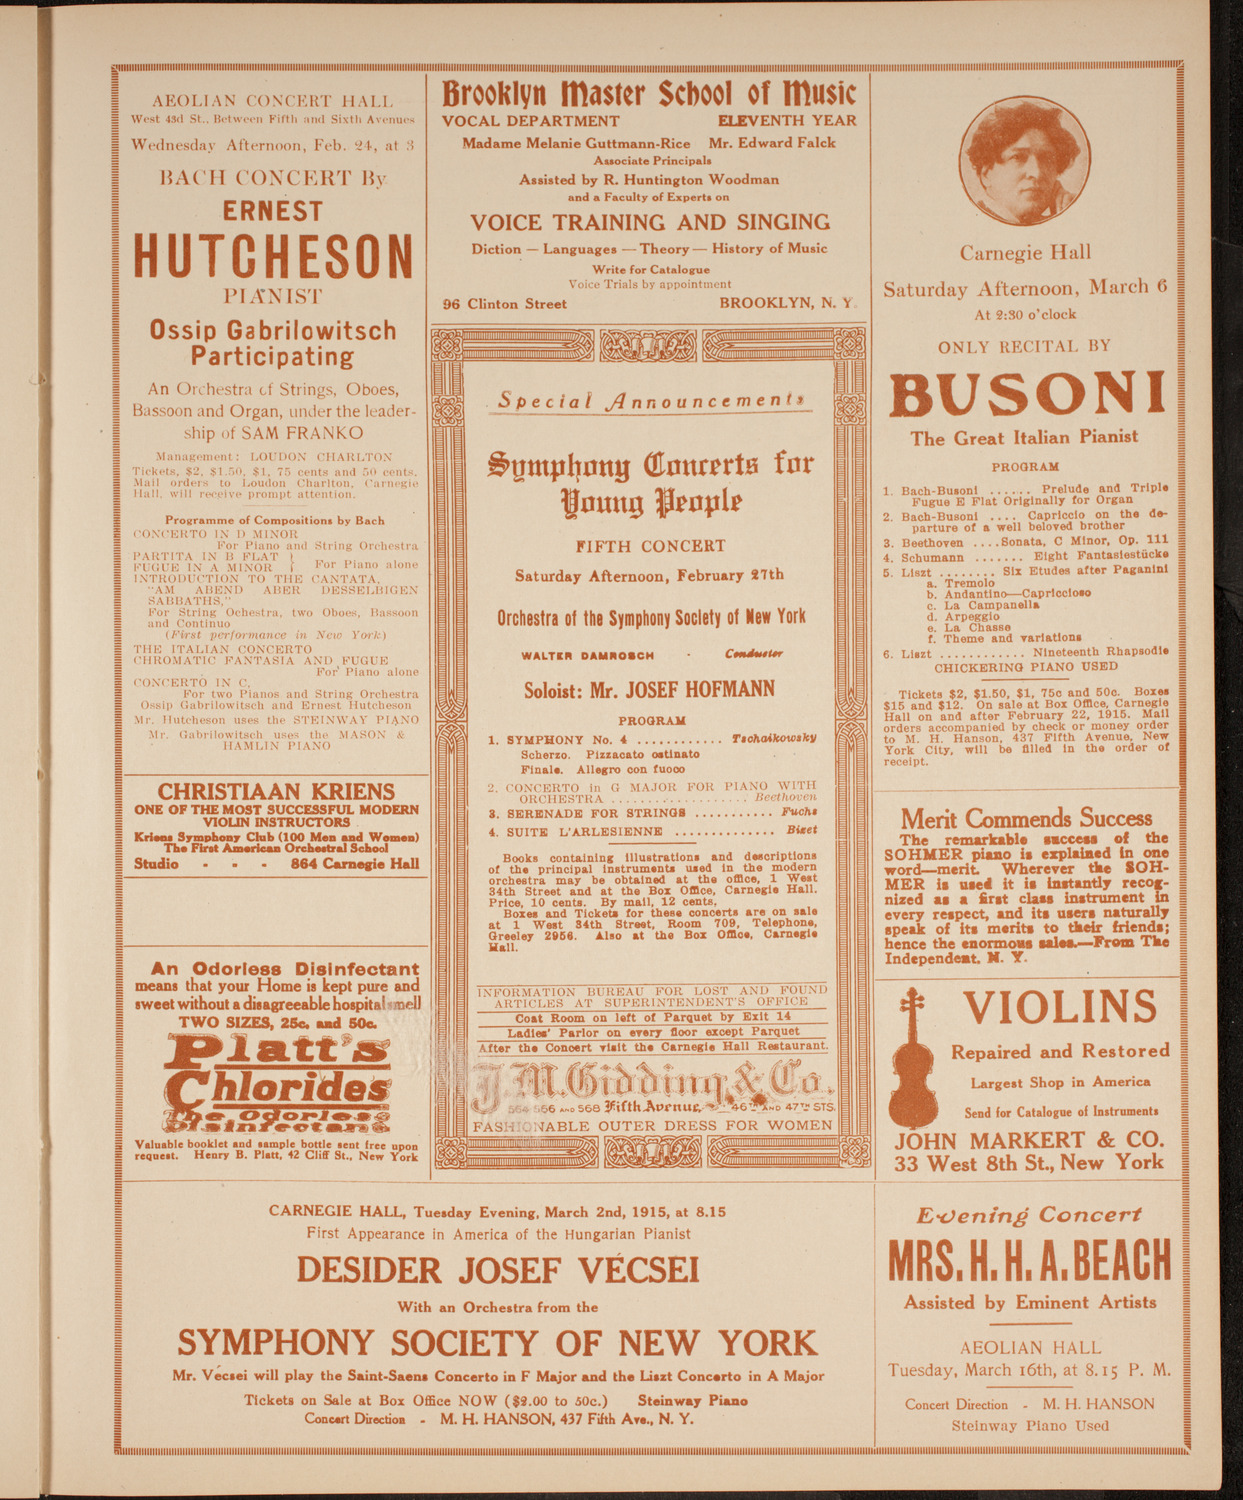 AEOLIAN CONCERT HALL
West 43d St., Between Fifth and Sixth Avenues
Wednesday Afternoon, Feb. 24, at 3
BACH CONCERT By
ERNEST
HUTCHESON
PIANIST
Ossip Gabrilowitsch
Participating
An Orchestra of Strings, Oboes,
Bassoon and Organ, under the leader-
ship of SAM FRANKO
Management: LOUDON CHARLTON
Tickets, $2, $1.50, $1, 75 cents and 50 cents.
Mail orders to Loudon Charlton, Carnegie
Hall, will receive prompt attention.
Programme of Compositions by Bach
CONCERTO IN D MINOR
For Piano and String Orchestra
PARTITA IN B FLAT }
FUGUE IN A MINOR } For Piano alone
INTRODUCTION TO THE CANTATA,
"AM ABEND ABER DESSELBIGEN
SABBATHS,"
For String Ochestra, two Oboes, Bassoon
and Continuo
(First performance in New York)
THE ITALIAN CONCERTO
CHROMATIC FANTASIA AND FUGUE
For Piano alone
CONCERTO IN C,
For two Pianos and String Orchestra
Ossip Gabrilowitsch and Ernest Hutcheson
Mr. Hutcheson uses the STEINWAY PIANO
Mr. Gabrilowitsch uses the MASON &
HAMLIN PIANO
CHRISTIAAN KRIENS
ONE OF THE MOST SUCCESSFUL MODERN
VIOLIN INSTRUCTORS
Kriens Symphony Club (100 Men and Women)
The First American Orchestral School
Studio - - - 864 Carnegie Hall
An Odorless Disinfectant
means that your Home is kept pure and
sweet without a disagreeable hospital smell
TWO SIZES, 25c, and 50c.
Platt's
Chlorides
The Odorless
Disinfectant
Valuable booklet and sample bottle sent free upon
request. Henry B. Platt, 42 Cliff St., New York
Brooklyn Master School of Music
VOCAL DEPARTMENT ELEVENTH YEAR
Madame Melanie Guttmann-Rice Mr. Edward Falck
Associate Principals
Assisted by R. Huntington Woodman
and a Faculty of Experts on
VOICE TRAINING AND SINGING
Diction — Languages — Theory — History of Music
Write for Catalogue
Voice Trials by appointment
96 Clinton Street BROOKLYN, N. Y.
Special Announcements
Symphony Concerts for
Young People
FIFTH CONCERT
Saturday Afternoon, February 27th
Orchestra of the Symphony Society of New York
WALTER DAMROSCH - Conductor
Soloist: Mr. JOSEF HOFMANN
PROGRAM
1. SYMPHONY No. 4 ............ Tschaikowsky
Scherzo. Pizzacato ostinato
Finale. Allegro con fuoco
2. CONCERTO in G MAJOR FOR PIANO WITH
ORCHESTRA .................... Beethoven
3. SERENADE FOR STRINGS ........... Fuchs
4. SUITE L'ARLESIENNE ............. Bizet
Books containing illustrations and descriptions
of the principal instruments used in the modern
orchestra may be obtained at the office, 1 West
34th Street and at the Box Office, Carnegie Hall.
Price, 10 cents. By mail, 12 cents.
Boxes and Tickets for these concerts are on sale
at 1 West 34th Street, Room 709, Telephone,
Greeley 2956. Also at the Box Office, Carnegie
Hall.
INFORMATION BUREAU FOR LOST AND FOUND
ARTICLES AT SUPERINTENDENT'S OFFICE
Coat Room on left of Parquet by Exit 14
Ladies' Parlor on every floor except Parquet
After the Concert visit the Carnegie Hall Restaurant.
J. M. Gidding & Co.
564 566 AND 568 Fifth Avenue, 46TH AND 47TH STS.
FASHIONABLE OUTER DRESS FOR WOMEN
Carnegie Hall
Saturday Afternoon, March 6
At 2:30 o'clock
ONLY RECITAL BY
BUSONI
The Great Italian Pianist
PROGRAM
1. Bach-Busoni ...... Prelude and Triple
Fugue E Flat Originally for Organ
2. Bach-Busoni .... Capriccio on the de-
parture of a well beloved brother
3. Beethoven ....Sonata, C Minor, Op. 111
4. Schumann ....... Eight Fantasiestücke
5. Liszt ........ Six Etudes after Paganini
a. Tremolo
b. Andantino—Capriccioso
c. La Campanella
d. Arpeggio
e. La Chasse
f. Theme and variations
6. Liszt ............ Nineteenth Rhapsodie
CHICKERING PIANO USED
Tickets $2, $1.50, $1, 75c and 50c. Boxes
$15 and $12. On sale at Box Office, Carnegie
Hall on and after February 22, 1915. Mail
orders accompanied by check or money order
to M. H. Hanson, 437 Fifth Avenue, New
York City, will be filled in the order of
receipt.
Merit Commends Success
The remarkable success of the
SOHMER piano is explained in one
word—merit. Wherever the SOH-
MER is used it is instantly recog-
nized as a first class instrument in
every respect, and its users naturally
speak of its merits to their friends;
hence the enormous sales.—From The
Independent, N. Y.
VIOLINS
Repaired and Restored
Largest Shop in America
Send for Catalogue of Instruments
JOHN MARKERT & CO.
33 West 8th St., New York
CARNEGIE HALL, Tuesday Evening, March 2nd, 1915, at 8.15
First Appearance in America of the Hungarian Pianist
DESIDER JOSEF VÉCSEI
With an Orchestra from the
SYMPHONY SOCIETY OF NEW YORK
Mr. Vécsei will play the Saint-Saens Concerto in F Major and the Liszt Concerto in A Major
Tickets on Sale at Box Office NOW ($2.00 to 50c.) Steinway Piano
Concert Direction - M. H. HANSON, 437 Fifth Ave., N. Y.
Evening Concert
MRS. H. H. A. BEACH
Assisted by Eminent Artists
AEOLIAN HALL
Tuesday, March 16th, at 8.15 P. M.
Concert Direction - M. H. HANSON
Steinway Piano Used